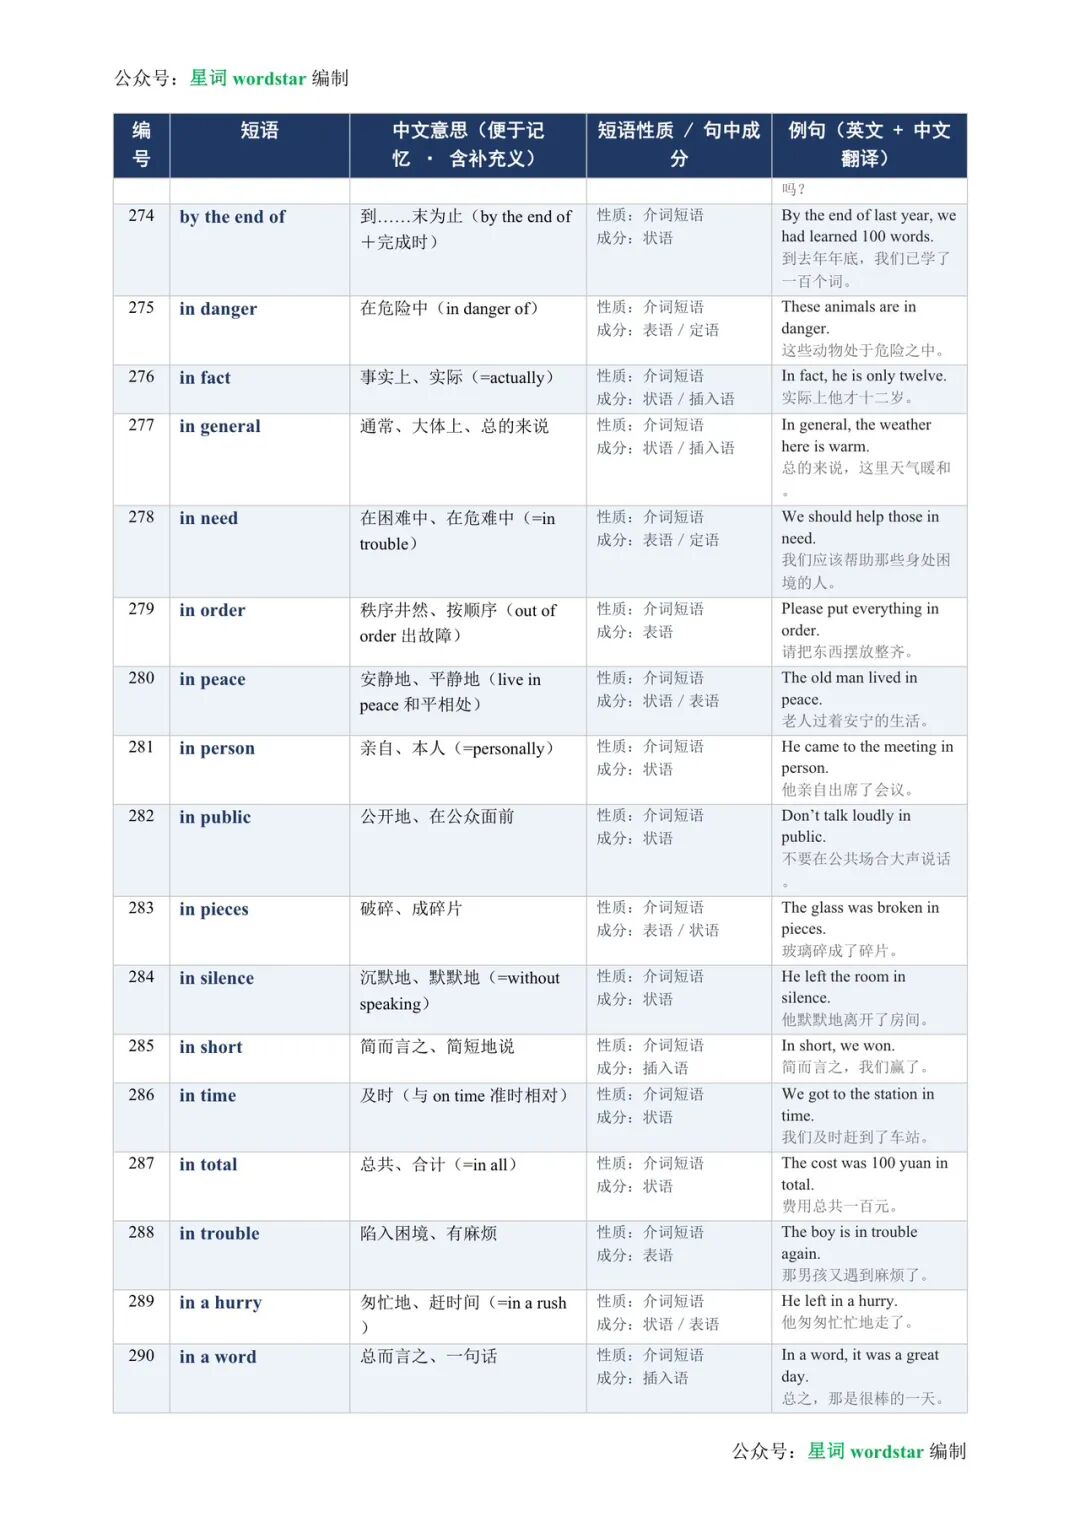 公众号：星词 wordstar 编制
编号 短语 中文意思（便于记忆 · 含补充义） 短语性质 / 句中成分 例句（英文 + 中文翻译）
吗？
274 by the end of 到……末为止（by the end of
＋完成时） 性质：介词短语
成分：状语 By the end of last year, we
had learned 100 words.
到去年年底，我们已学了
一百个词。
275 in danger 在危险中（in danger of） 性质：介词短语
成分：表语 / 定语 These animals are in
danger.
这些动物处于危险之中。
276 in fact 事实上、实际（=actually） 性质：介词短语
成分：状语 / 插入语 In fact, he is only twelve.
实际上他才十二岁。
277 in general 通常、大体上、总的来说 性质：介词短语
成分：状语 / 插入语 In general, the weather
here is warm.
总的来说，这里天气暖和
。
278 in need 在困难中、在危难中（=in
trouble） 性质：介词短语
成分：表语 / 定语 We should help those in
need.
我们应该帮助那些身处困
境的人。
279 in order 秩序井然、按顺序（out of
order 出故障） 性质：介词短语
成分：表语 Please put everything in
order.
请把东西摆放整齐。
280 in peace 安静地、平静地（live in
peace 和平相处） 性质：介词短语
成分：状语 / 表语 The old man lived in
peace.
老人过着安宁的生活。
281 in person 亲自、本人（=personally） 性质：介词短语
成分：状语 He came to the meeting in
person.
他亲自出席了会议。
282 in public 公开地、在公众面前 性质：介词短语
成分：状语 Don’t talk loudly in
public.
不要在公共场合大声说话
。
283 in pieces 破碎、成碎片 性质：介词短语
成分：表语 / 状语 The glass was broken in
pieces.
玻璃碎成了碎片。
284 in silence 沉默地、默默地（=without
speaking） 性质：介词短语
成分：状语 He left the room in
silence.
他默默地离开了房间。
285 in short 简而言之、简短地说 性质：介词短语
成分：插入语 In short, we won.
简而言之，我们赢了。
286 in time 及时（与 on time 准时相对） 性质：介词短语
成分：状语 We got to the station in
time.
我们及时赶到了车站。
287 in total 总共、合计（=in all） 性质：介词短语
成分：状语 The cost was 100 yuan in
total.
费用总共一百元。
288 in trouble 陷入困境、有麻烦 性质：介词短语
成分：表语 The boy is in trouble
again.
那男孩又遇到麻烦了。
289 in a hurry 匆忙地、赶时间（=in a rush
） 性质：介词短语
成分：状语 / 表语 He left in a hurry.
他匆匆忙忙地走了。
290 in a word 总而言之、一句话 性质：介词短语
成分：插入语 In a word, it was a great
day.
总之，那是很棒的一天。
公众号：星词 wordstar 编制